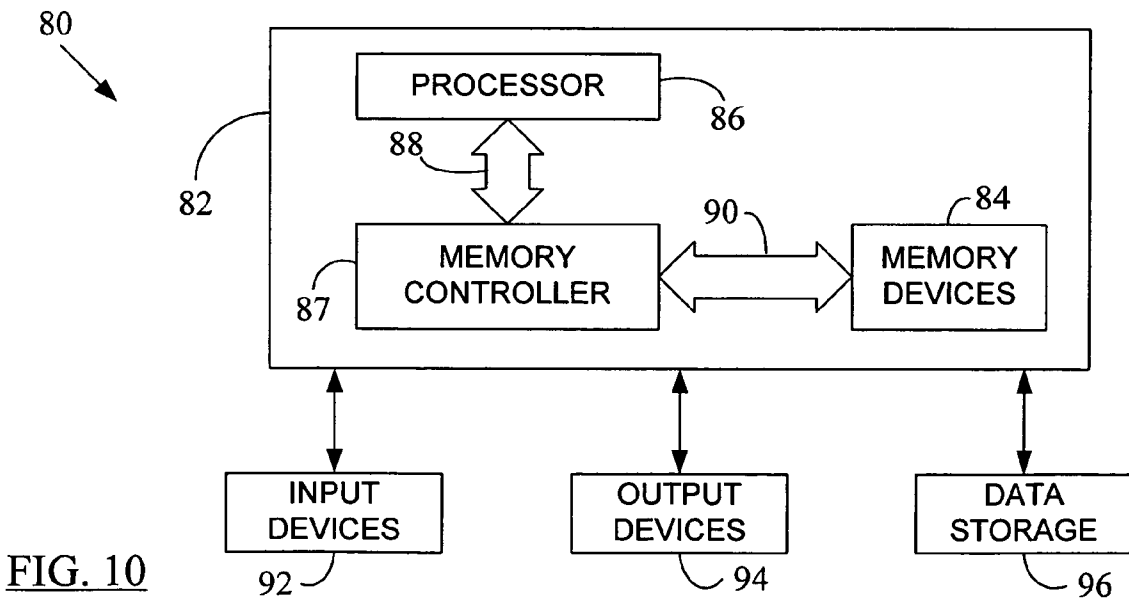 80
PROCESSOR
86
88
82
90
84
MEMORY
CONTROLLER
MEMORY
DEVICES
87
INPUT
DEVICES
OUTPUT
DEVICES
DATA
STORAGE
FIG. 10
92
94
96